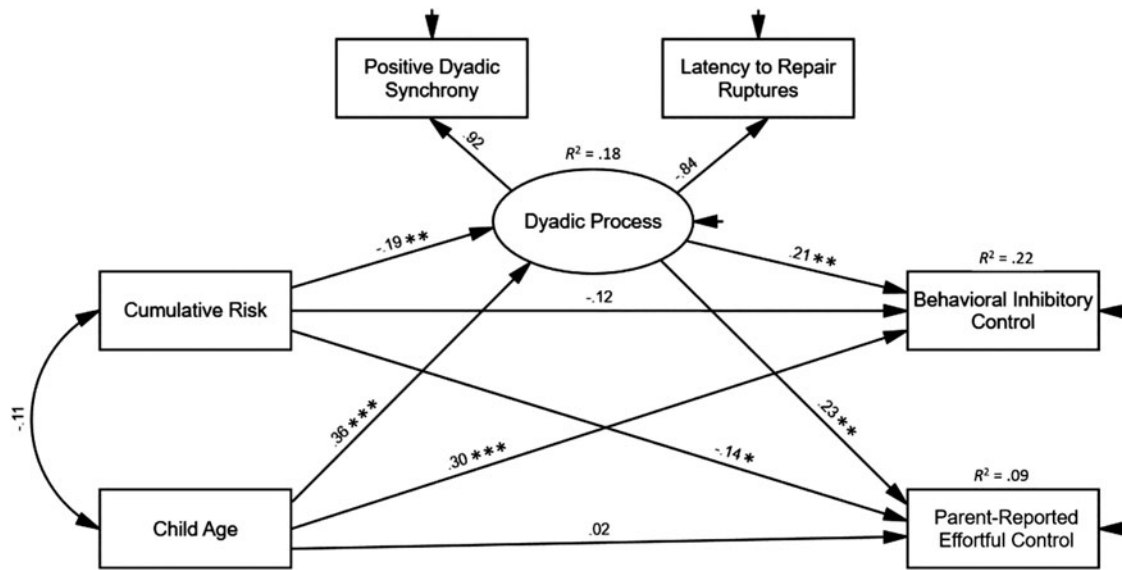 Positive Dyadic
Synchrony
Latency to Repair
Ruptures
.92
R² = .18
-.84
Dyadic Process
-.19**
.21**
R² = .22
Cumulative Risk
-.12
Behavioral Inhibitory
Control
-.11
.36***
.30***
-.14*
.23**
R² = .09
Child Age
.02
Parent-Reported
Effortful Control